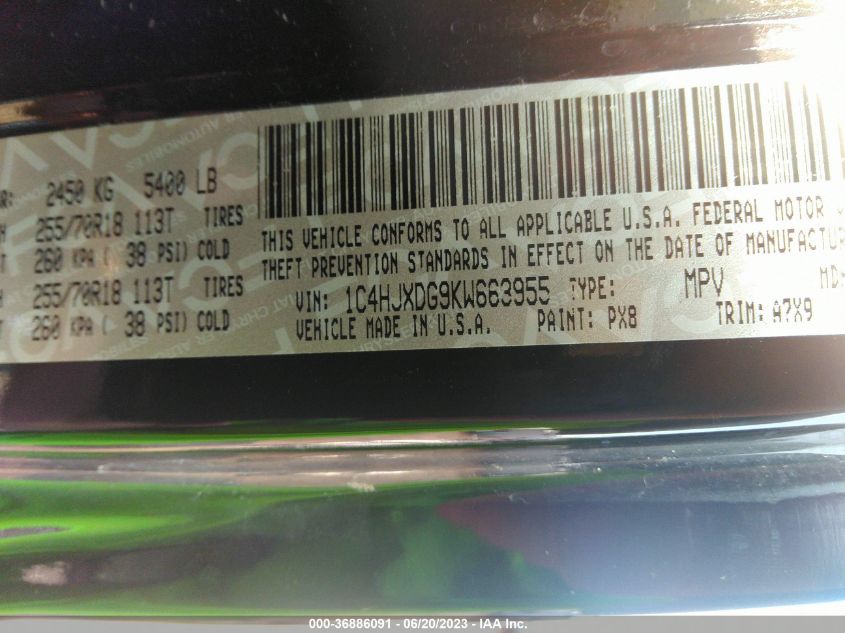 R: 2450 KG 5400 LB
255/70R18 113T TIRES
260 KPA ( 38 PSI) COLD
255/70R18 113T TIRES
260 KPA ( 38 PSI) COLD
THIS VEHICLE CONFORMS TO ALL APPLICABLE U.S.A. FEDERAL MOTOR
THEFT PREVENTION STANDARDS IN EFFECT ON THE DATE OF MANUFACTUR
VIN: 1C4HJXDG9KW663955 TYPE: MPV
VEHICLE MADE IN U.S.A. PAINT: PX8 TRIM: A7X9
000-36886091 - 06/20/2023 - IAA Inc.